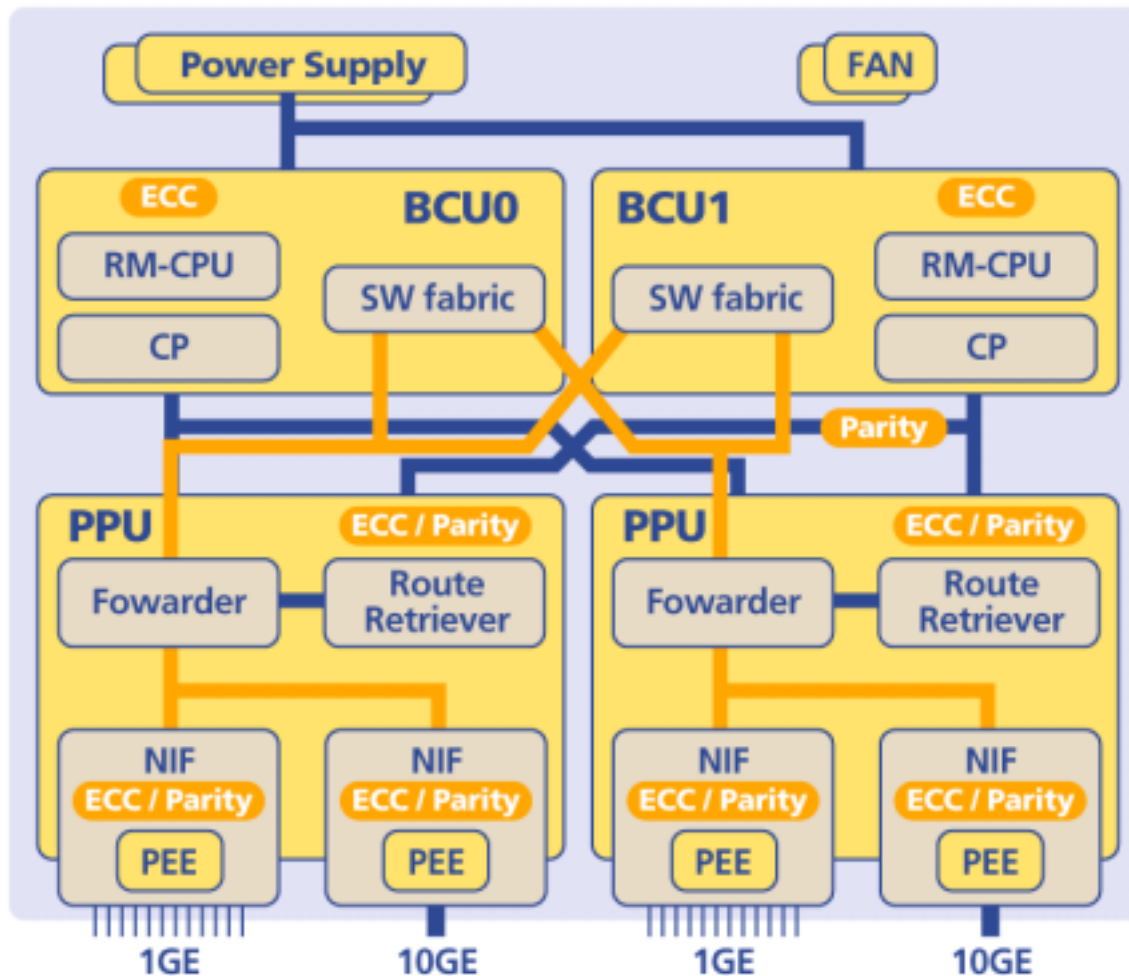 Power Supply
FAN
ECC
BCU0
BCU1
ECC
RM-CPU
SW fabric
SW fabric
RM-CPU
CP
CP
Parity
PPU
ECC / Parity
PPU
ECC / Parity
Fowarder
Route
Retriever
Fowarder
Route
Retriever
NIF
NIF
NIF
NIF
ECC / Parity
ECC / Parity
ECC / Parity
ECC / Parity
PEE
PEE
PEE
PEE
1GE
10GE
1GE
10GE